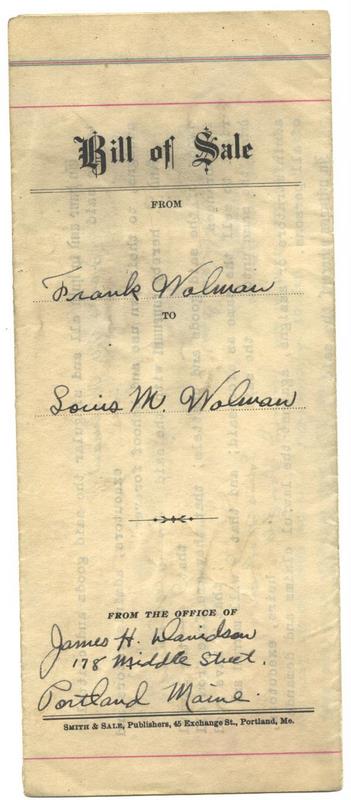 Bill of Sale
FROM
Frank Wolman
TO
Louis M. Wolman
FROM THE OFFICE OF
James H. Davidson
178 Middle Street.
Portland Maine.
SMITH & SALE, Publishers, 45 Exchange St., Portland, Me.